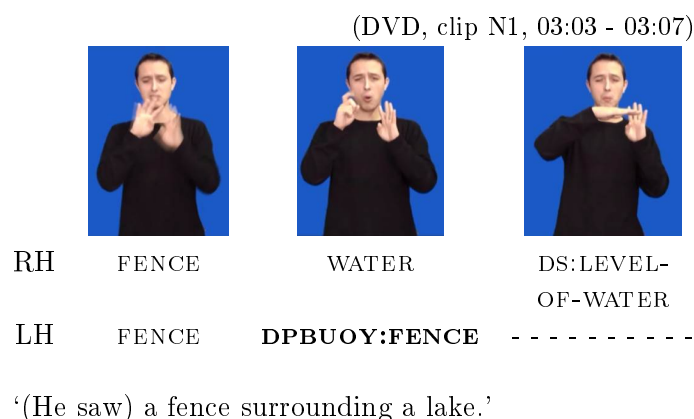 (DVD, clip N1, 03:03 - 03:07)
RH FENCE WATER DS:LEVEL-
OF-WATER
LH FENCE DPBUOY:FENCE - - - - - - - - - -
‘(He saw) a fence surrounding a lake.’